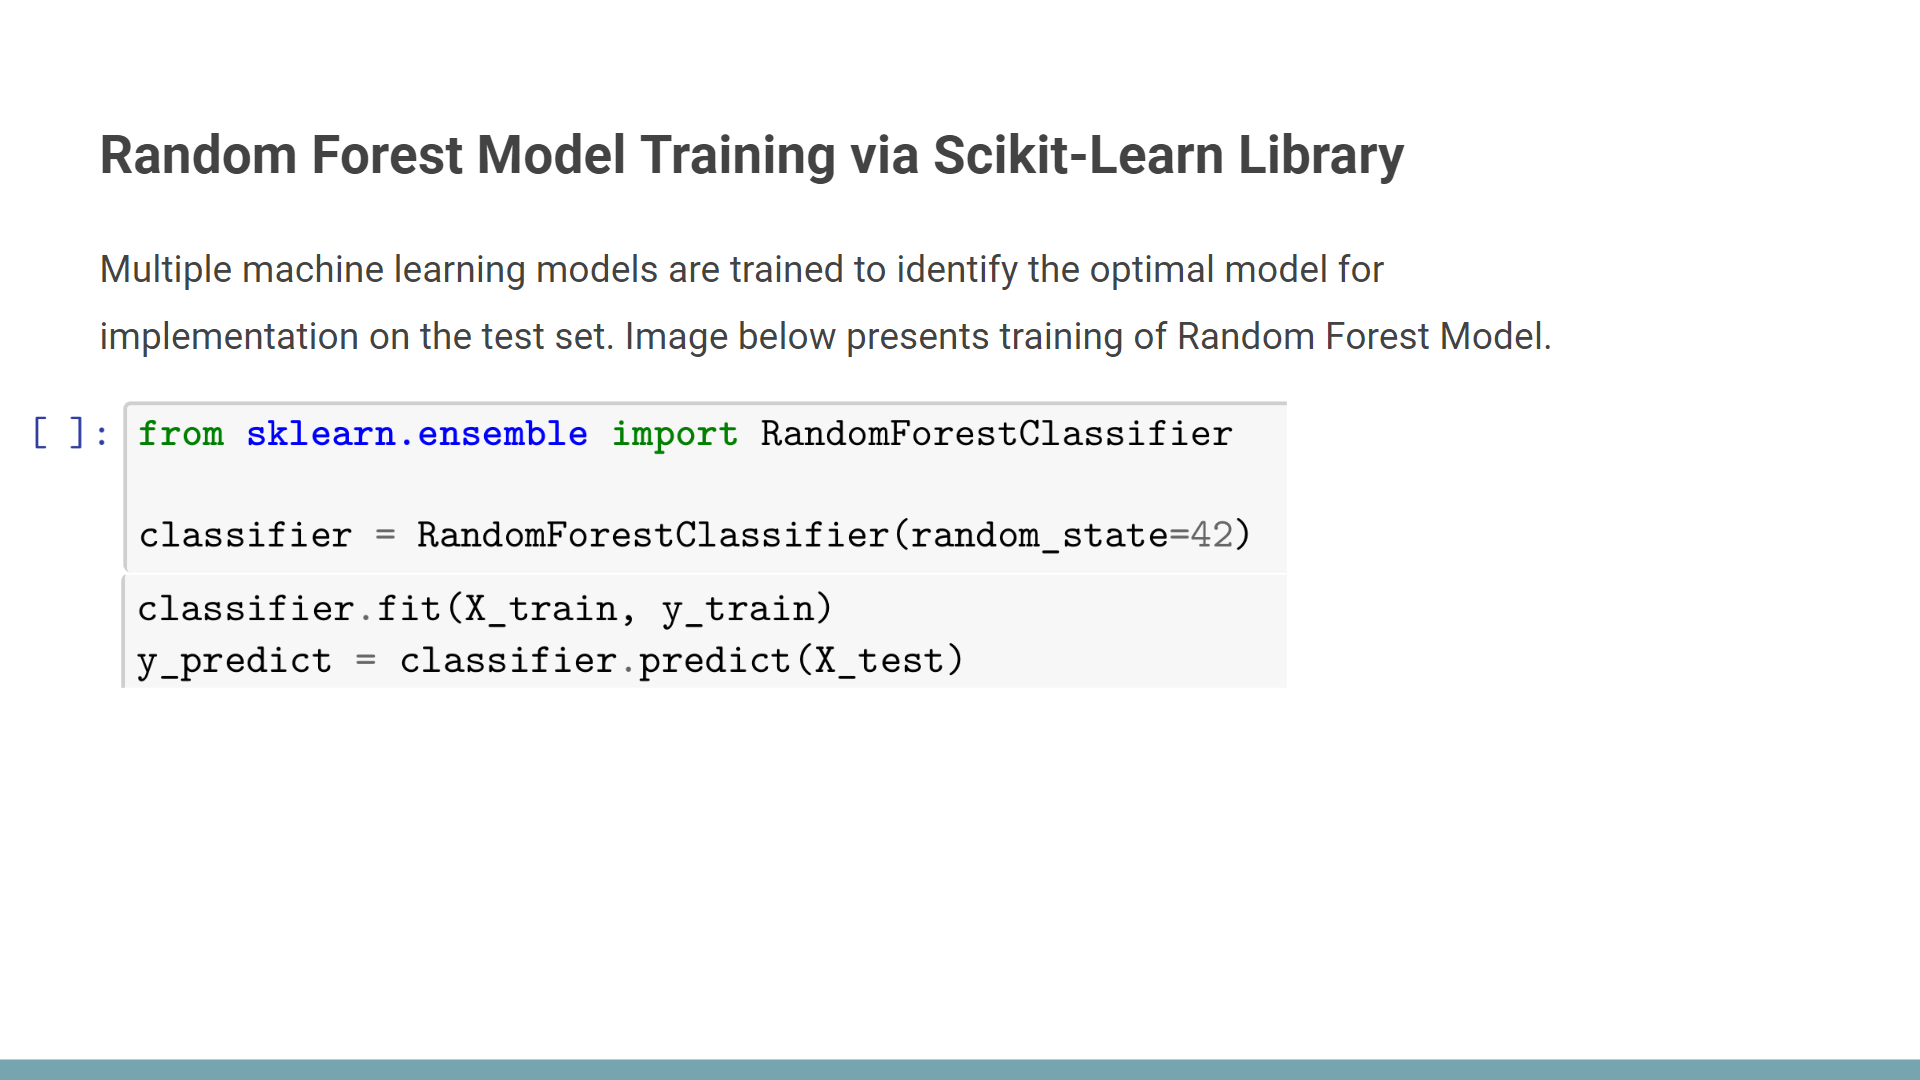 Random Forest Model Training via Scikit-Learn Library
Multiple machine learning models are trained to identify the optimal model for
implementation on the test set. Image below presents training of Random Forest Model.
[ ]: from sklearn.ensemble import RandomForestClassifier
classifier = RandomForestClassifier(random_state=42)
classifier.fit(X_train, y_train)
y_predict = classifier.predict(X_test)